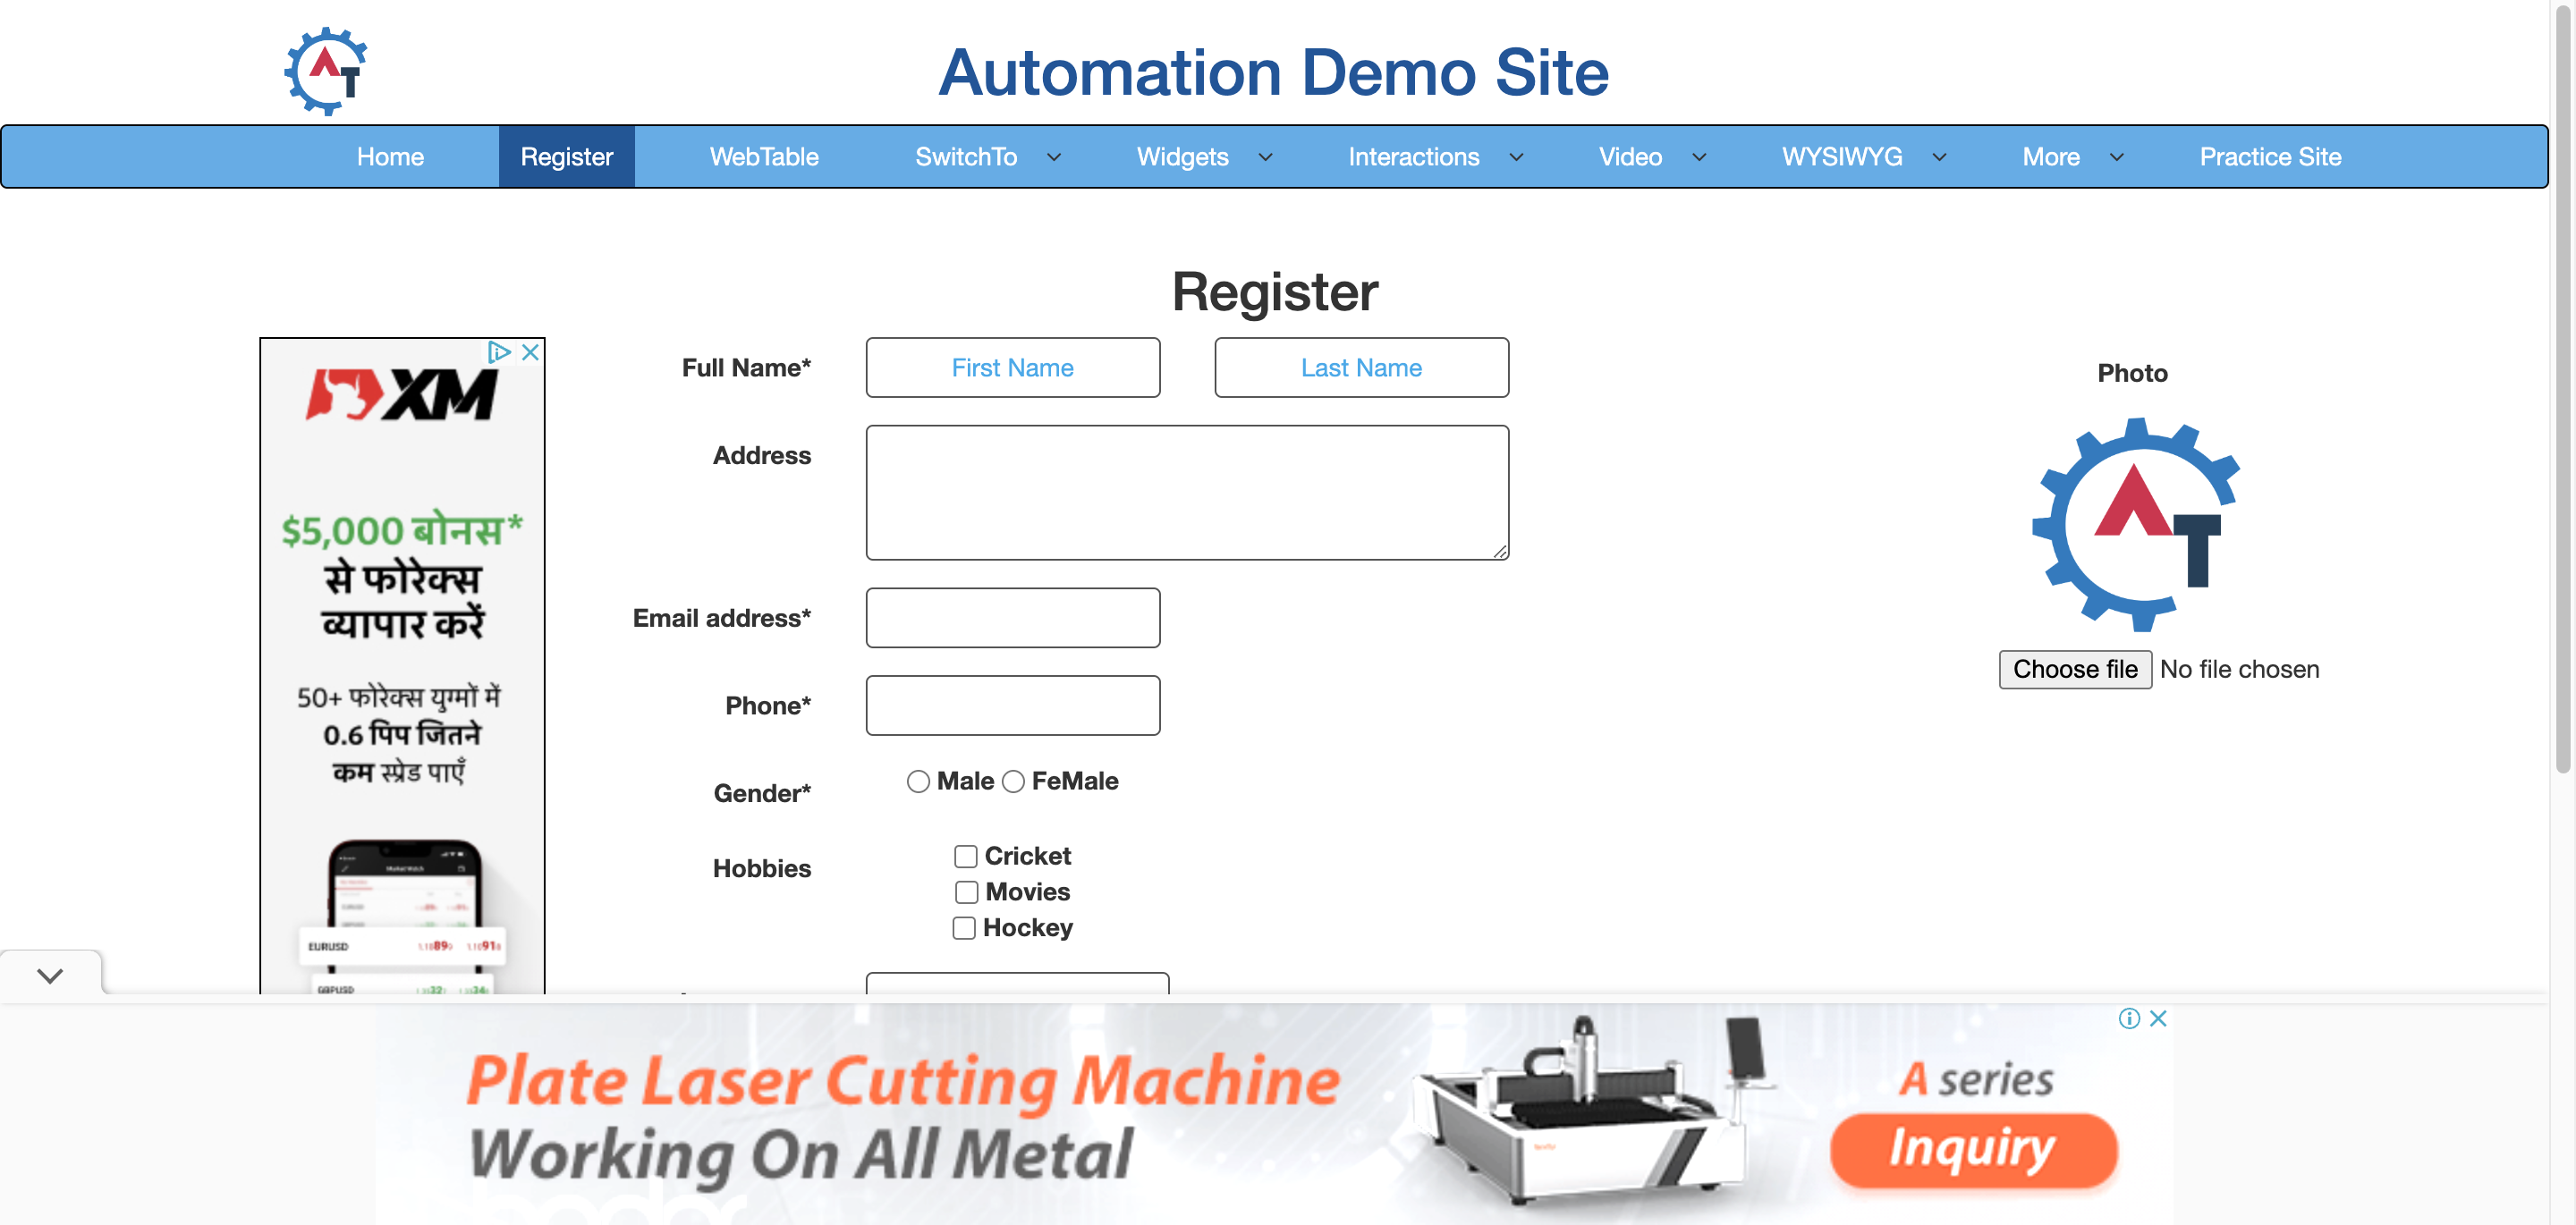 Automation Demo Site
Home Register WebTable SwitchTo Widgets Interactions Video WYSIWYG More Practice Site
Register
XM
$5,000 बोनस*
से फोरेक्स
व्यापार करें
50+ फोरेक्स युग्मों में
0.6 पिप जितने
कम स्प्रेड पाएँ
EURUSD
GBPUSD
Full Name*
First Name
Last Name
Address
Email address*
Phone*
Gender*
Male FeMale
Hobbies
Cricket
Movies
Hockey
Photo
AT
Choose file No file chosen
Plate Laser Cutting Machine
Working On All Metal
A series
Inquiry